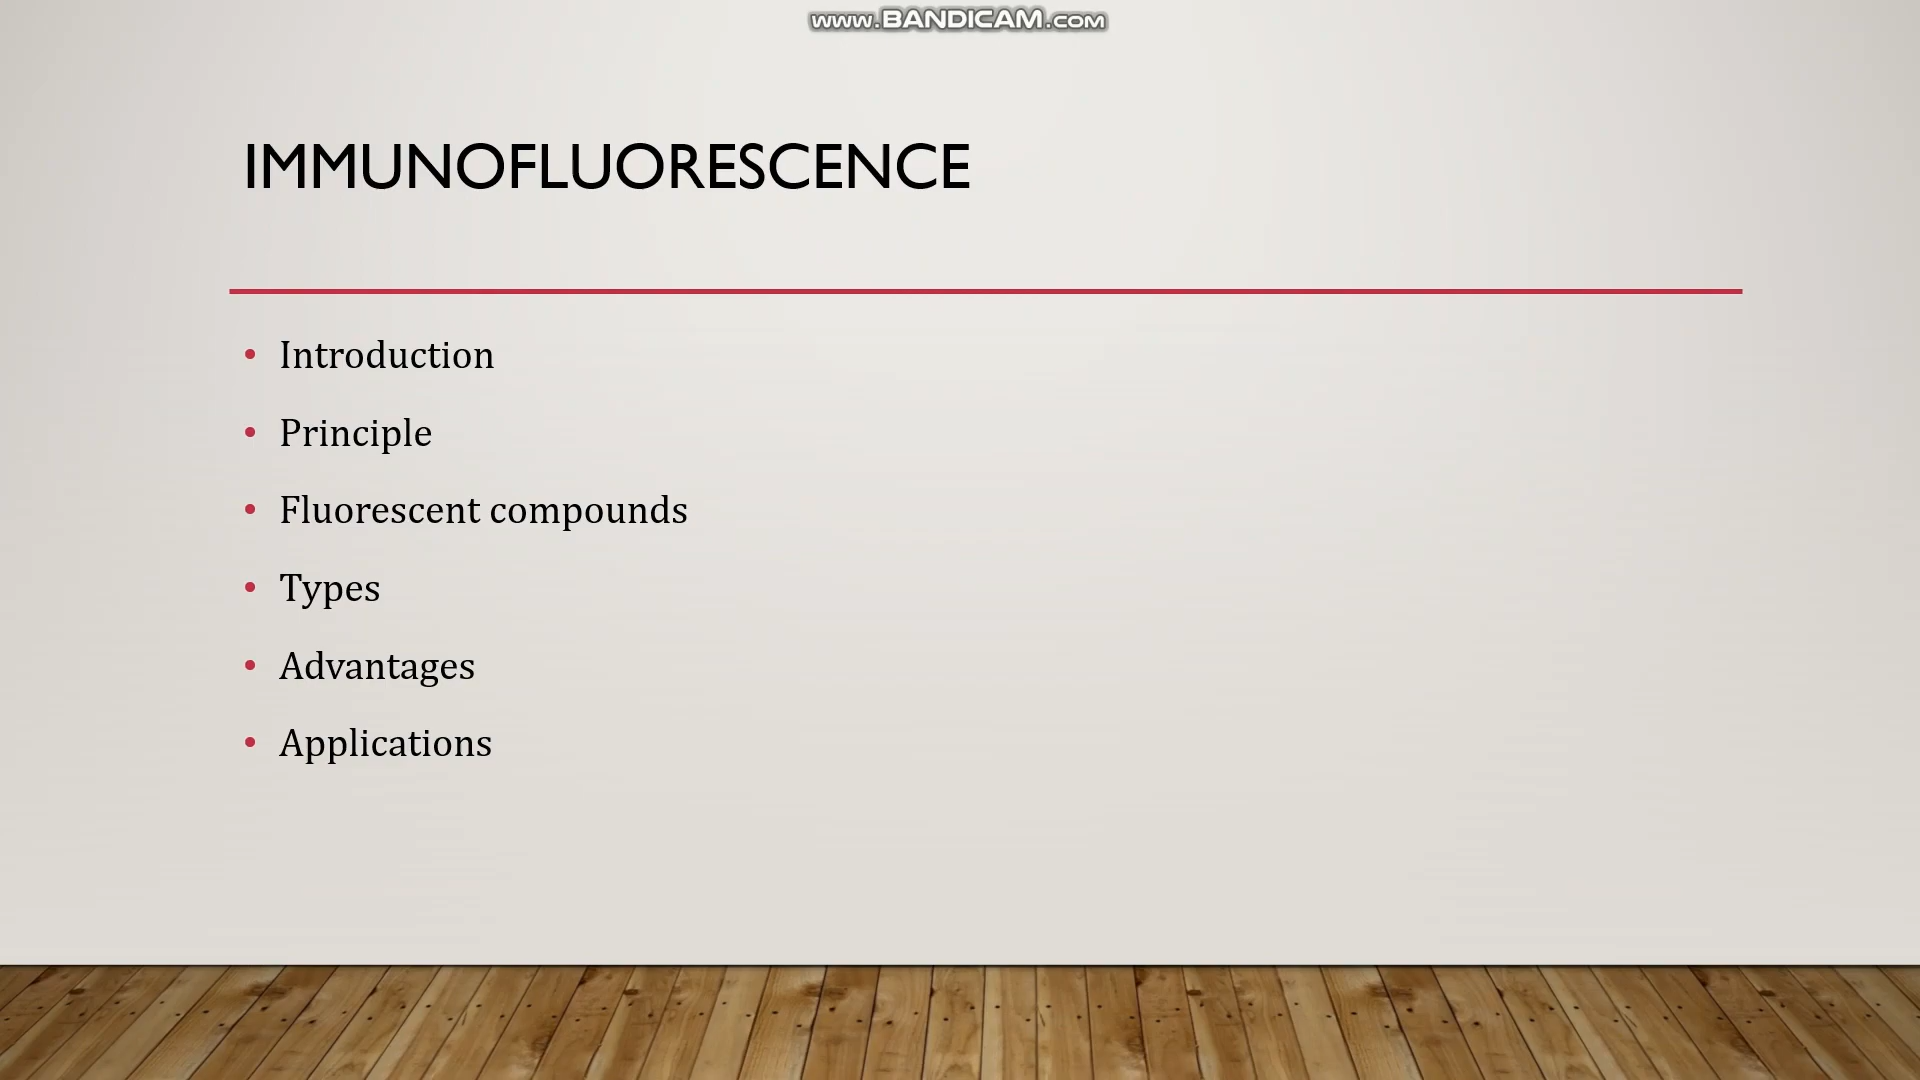 www.BANDICAM.com
IMMUNOFLUORESCENCE
• Introduction
• Principle
• Fluorescent compounds
• Types
• Advantages
• Applications